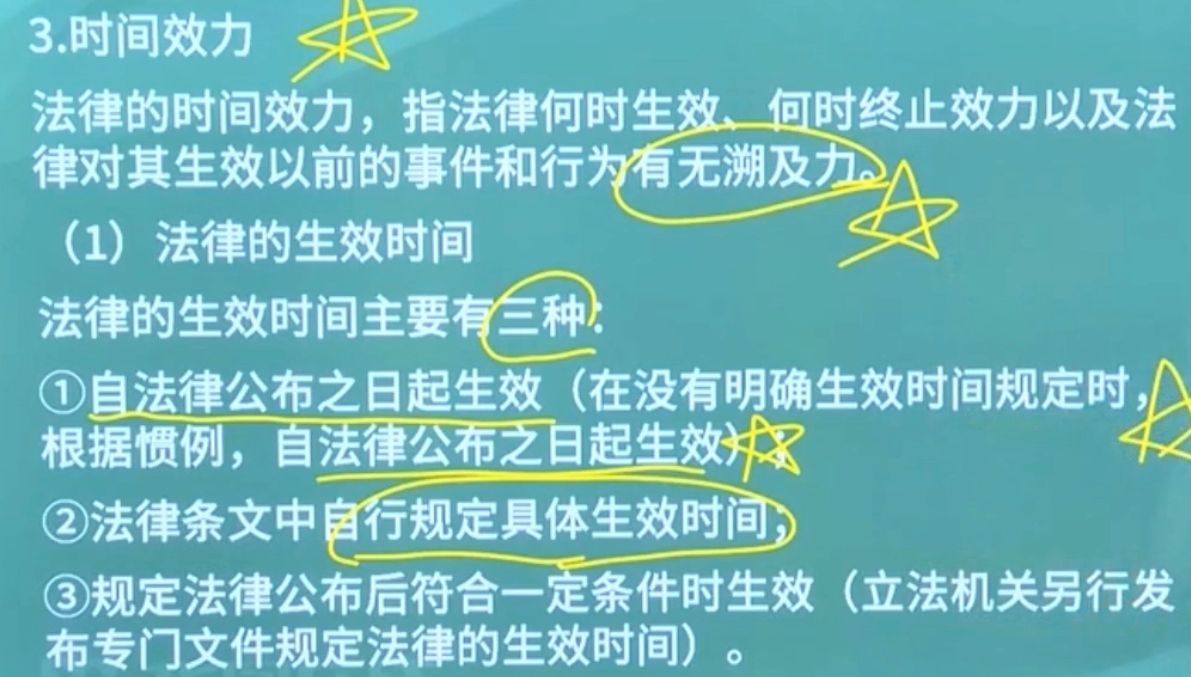 3.时间效力
法律的时间效力，指法律何时生效、何时终止效力以及法
律对其生效以前的事件和行为有无溯及力。
（1）法律的生效时间
法律的生效时间主要有三种：
①自法律公布之日起生效（在没有明确生效时间规定时，
根据惯例，自法律公布之日起生效）；
②法律条文中自行规定具体生效时间；
③规定法律公布后符合一定条件时生效（立法机关另行发
布专门文件规定法律的生效时间）。